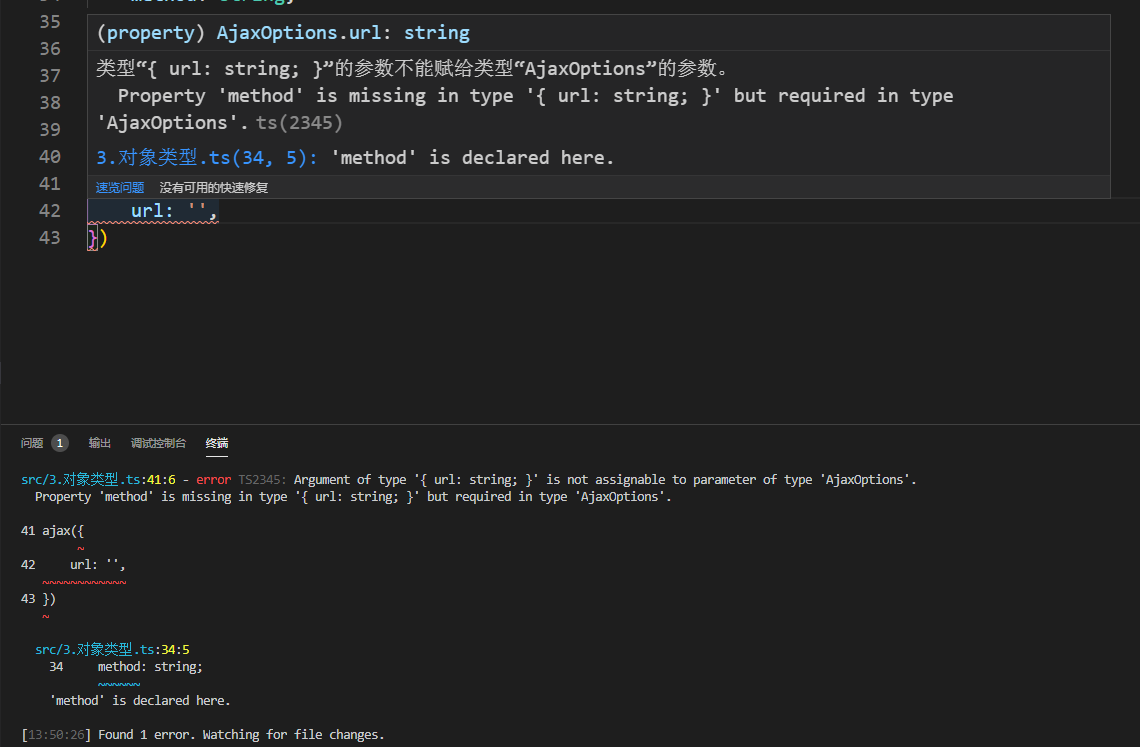 35
(property) AjaxOptions.url: string
36
37
类型“{ url: string; }”的参数不能赋给类型“AjaxOptions”的参数。
38
Property 'method' is missing in type '{ url: string; }' but required in type
39
'AjaxOptions'. ts(2345)
40
3.对象类型.ts(34, 5): 'method' is declared here.
41
速览问题 没有可用的快速修复
42 url: '',
43 })
问题 1 输出 调试控制台 终端
src/3.对象类型.ts:41:6 - error TS2345: Argument of type '{ url: string; }' is not assignable to parameter of type 'AjaxOptions'.
Property 'method' is missing in type '{ url: string; }' but required in type 'AjaxOptions'.
41 ajax({
~
42 url: '',
~~~~~~~~~~~~
43 })
~
src/3.对象类型.ts:34:5
34 method: string;
~~~~~~
'method' is declared here.
[13:50:26] Found 1 error. Watching for file changes.